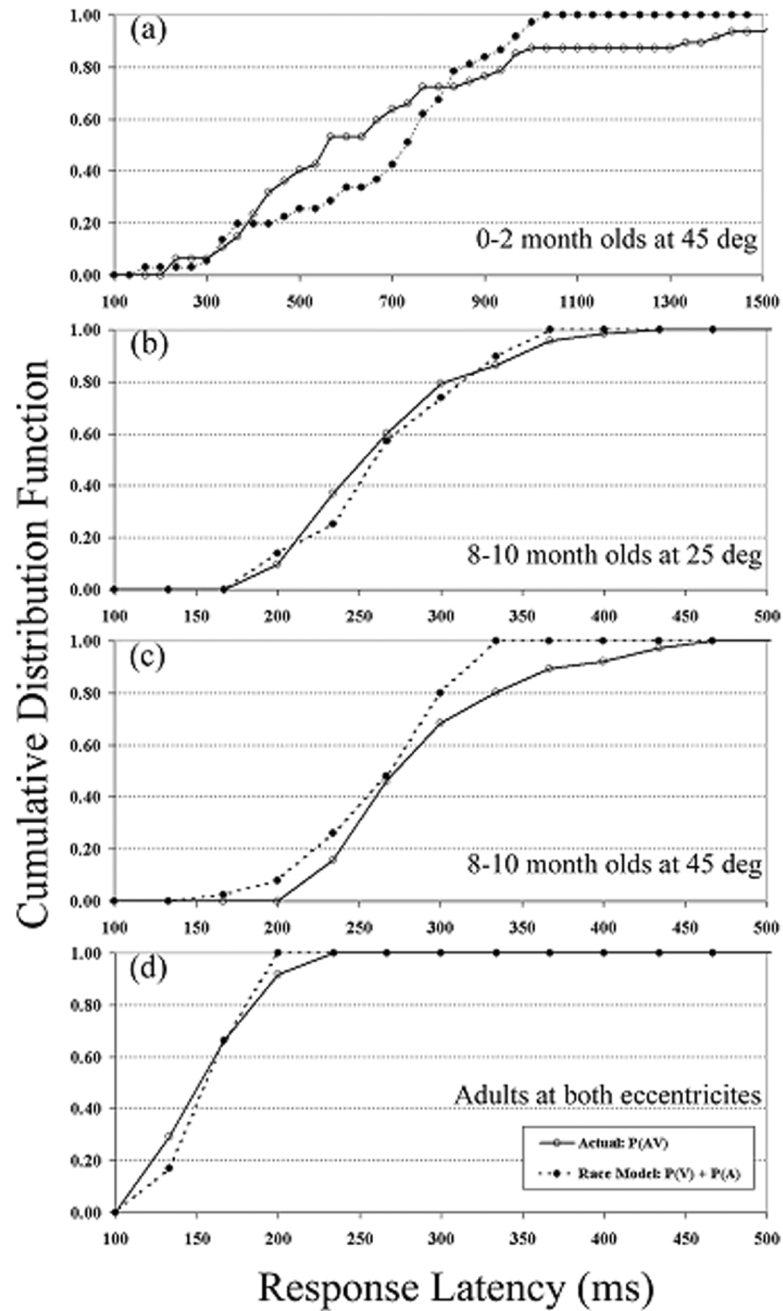 Cumulative Distribution Function
(a)
1.00
0.80
0.60
0.40
0.20
0.00
0-2 month olds at 45 deg
100 300 500 700 900 1100 1300 1500
(b)
1.00
0.80
0.60
0.40
0.20
0.00
8-10 month olds at 25 deg
100 150 200 250 300 350 400 450 500
(c)
1.00
0.80
0.60
0.40
0.20
0.00
8-10 month olds at 45 deg
100 150 200 250 300 350 400 450 500
(d)
1.00
0.80
0.60
0.40
0.20
0.00
Adults at both eccentricites
Actual: P(AV)
Race Model: P(V) + P(A)
100 150 200 250 300 350 400 450 500
Response Latency (ms)